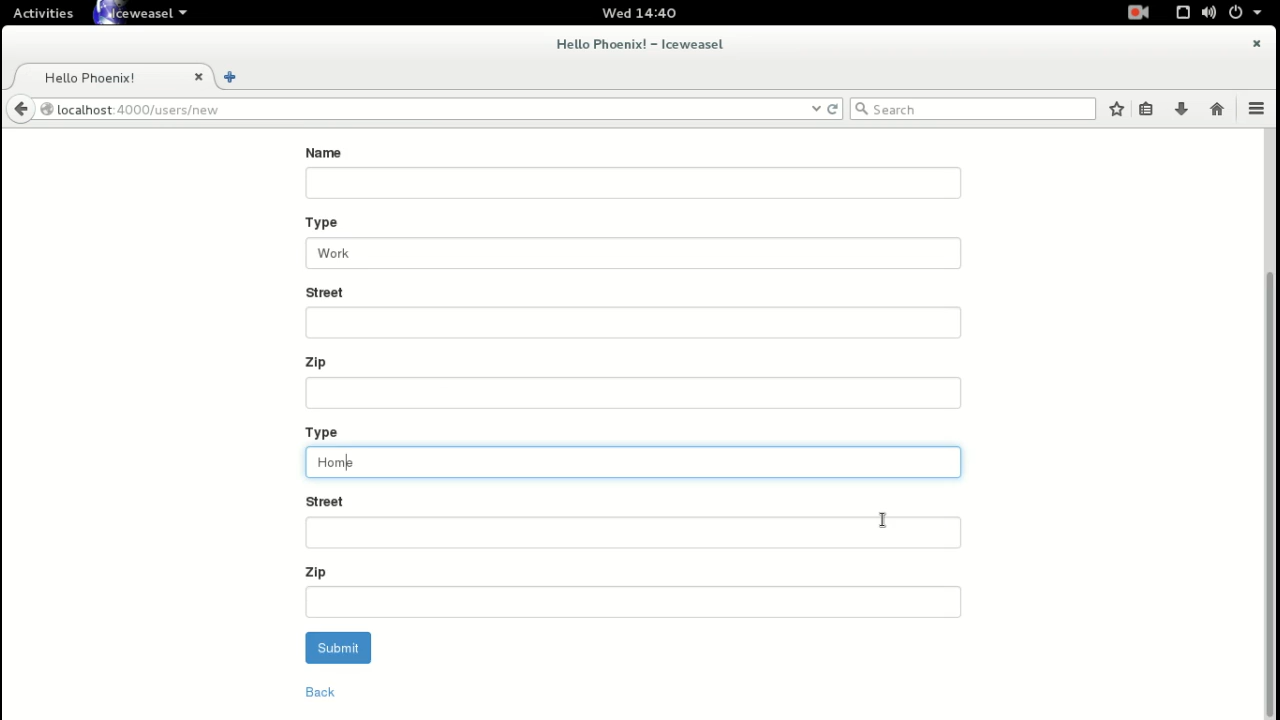 Activities Iceweasel Wed 14:40
Hello Phoenix! – Iceweasel
Hello Phoenix!
localhost:4000/users/new Search
Name
Type
Work
Street
Zip
Type
Home
Street
Zip
Submit
Back